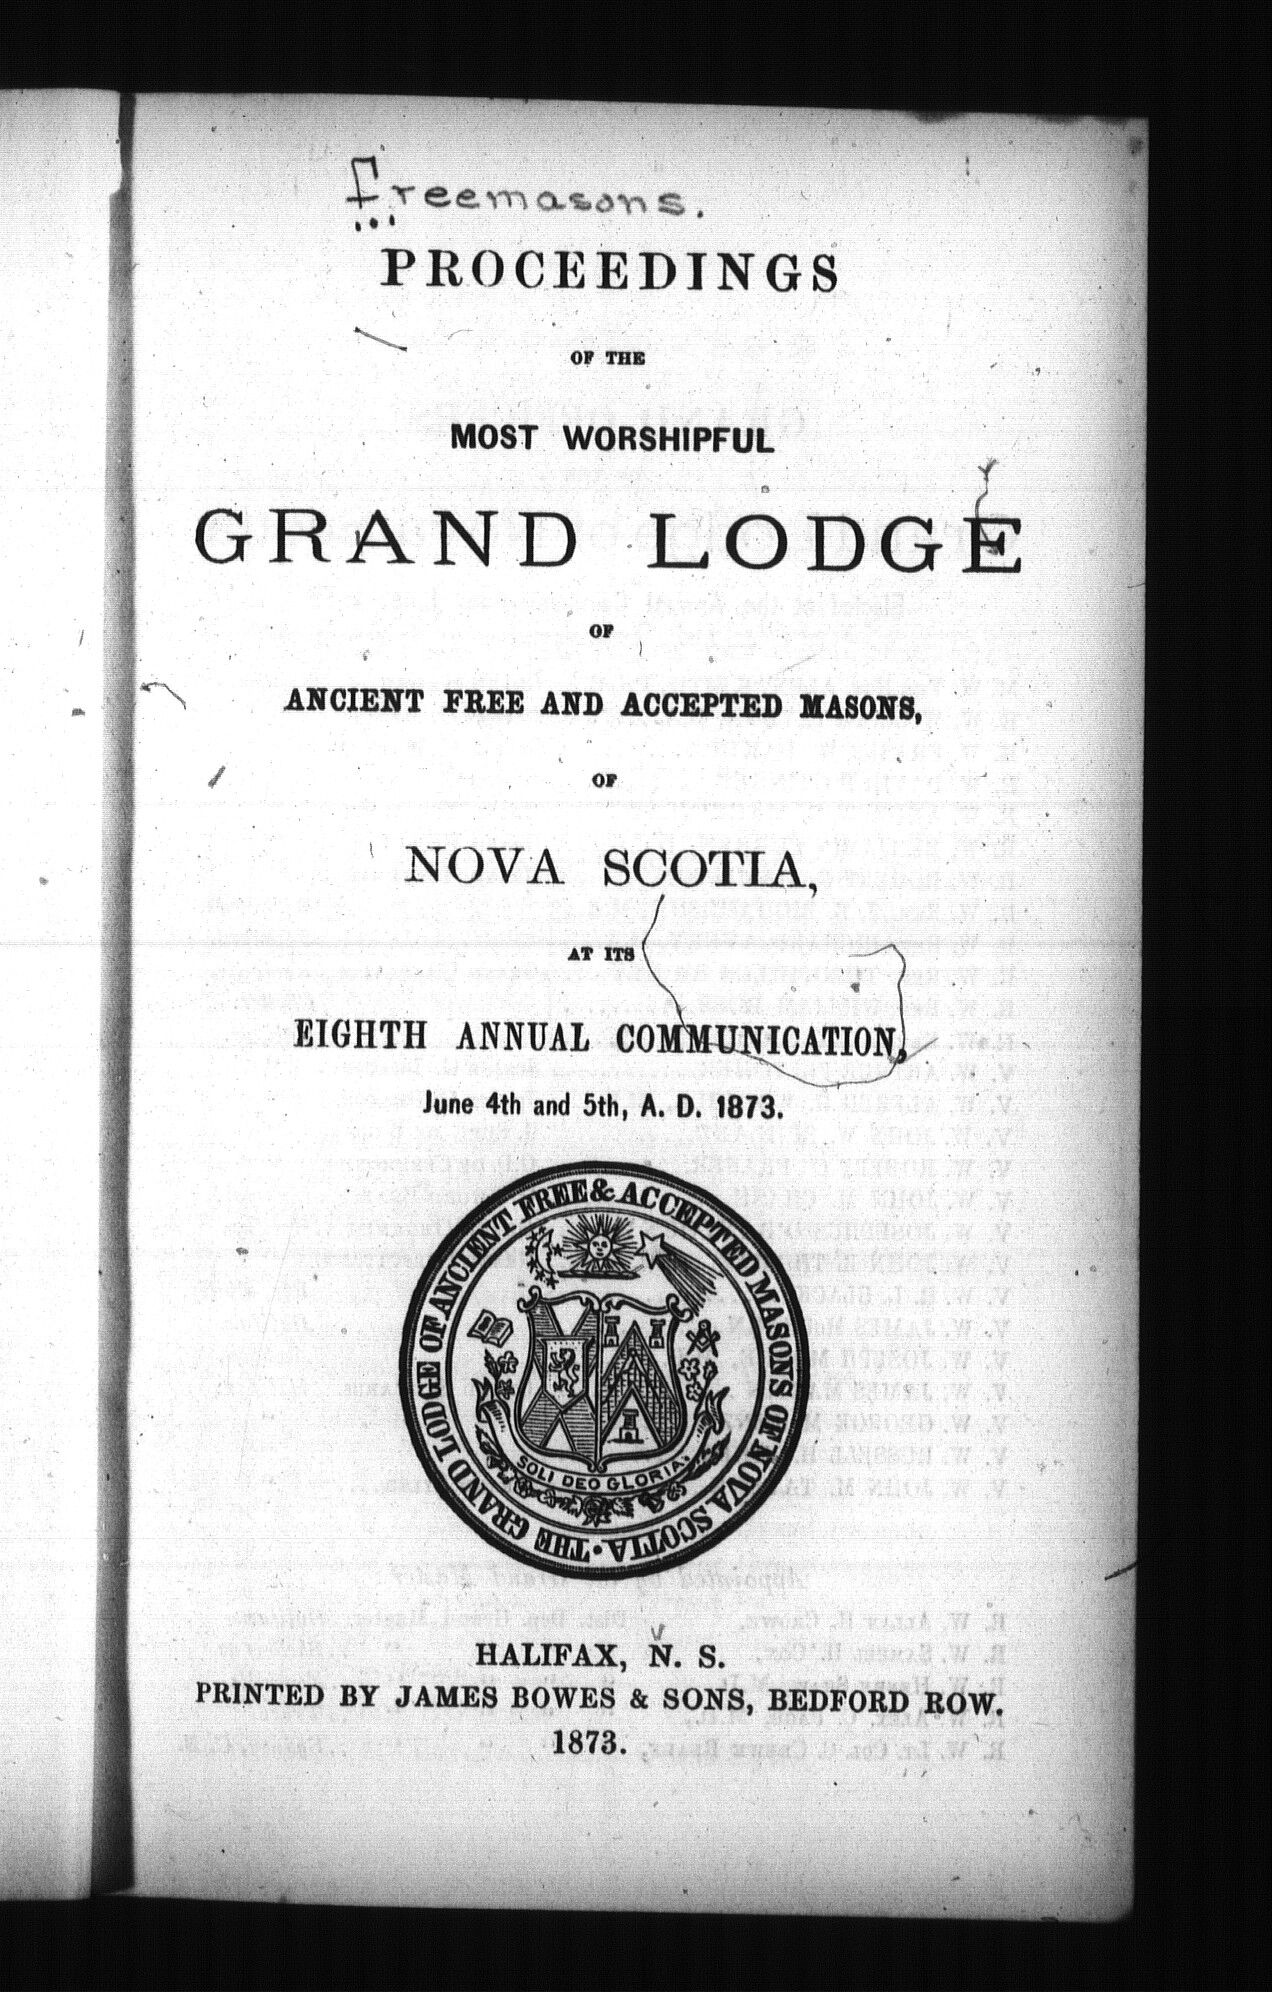 Freemasons.
PROCEEDINGS
OF THE
MOST WORSHIPFUL
GRAND LODGE
OF
ANCIENT FREE AND ACCEPTED MASONS,
OF
NOVA SCOTIA,
AT ITS
EIGHTH ANNUAL COMMUNICATION,
June 4th and 5th, A. D. 1873.
THE GRAND LODGE OF ANCIENT FREE & ACCEPTED MASONS OF NOVA SCOTIA
SOLI DEO GLORIA
HALIFAX, N. S.
PRINTED BY JAMES BOWES & SONS, BEDFORD ROW.
1873.